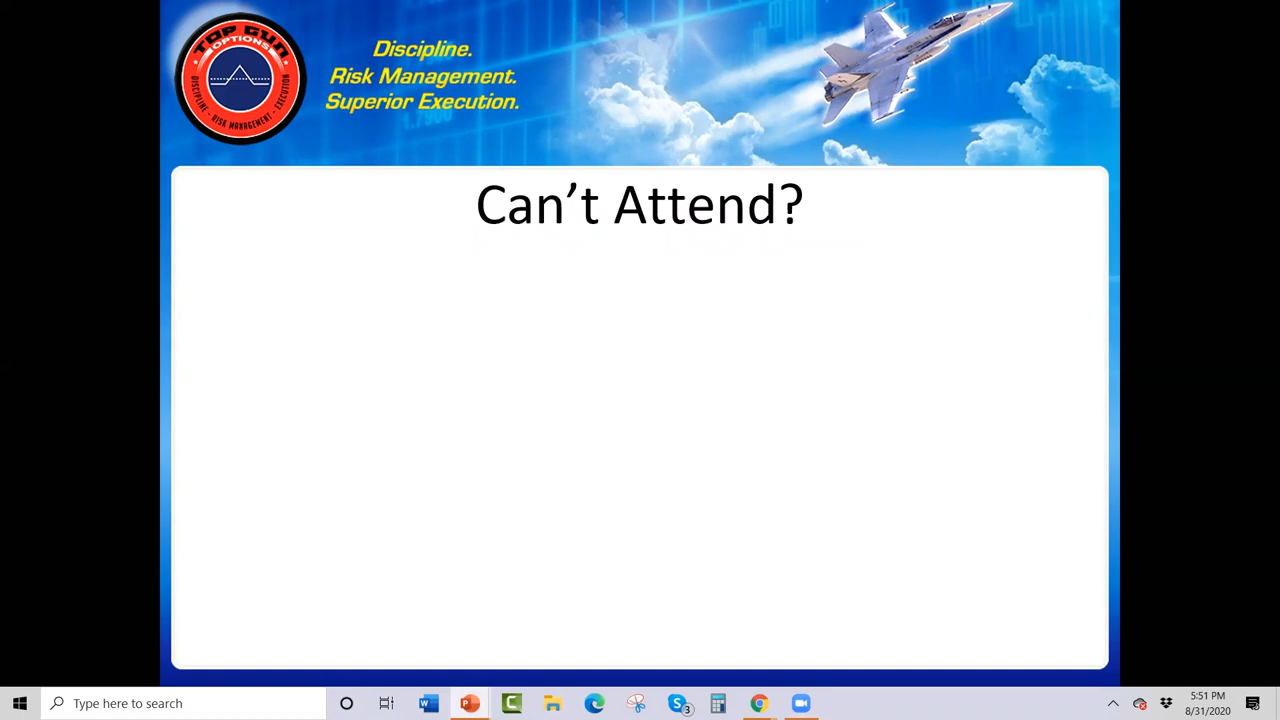 TOP GUN
OPTIONS
DISCIPLINE - RISK MANAGEMENT - EXECUTION
Discipline.
Risk Management.
Superior Execution.
Can’t Attend?
Type here to search
3
5:51 PM
8/31/2020